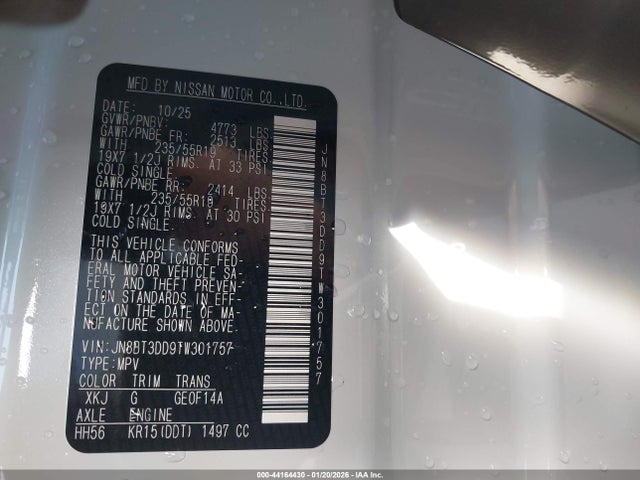 MFD BY NISSAN MOTOR CO.,LTD.
DATE: 10/25
GVWR/PNBV: 4773 LBS
GAWR/PNBE FR: 2513 LBS
WITH 235/55R19 TIRES
19X7 1/2J RIMS. AT 33 PSI
COLD SINGLE
GAWR/PNBE RR: 2414 LBS
WITH 235/55R19 TIRES
19X7 1/2J RIMS. AT 30 PSI
COLD SINGLE
THIS VEHICLE CONFORMS
TO ALL APPLICABLE FED-
ERAL MOTOR VEHICLE SA-
FETY AND THEFT PREVEN-
TION STANDARDS IN EFF-
ECT ON THE DATE OF MA-
NUFACTURE SHOWN ABOVE.
VIN: JN8BT3DD9TW301757
TYPE: MPV
COLOR TRIM TRANS
XKJ G GE0F14A
AXLE ENGINE
HH56 KR15(DDT) 1497 CC
JN8BT3DD9TW301757
000-44164430 - 01/20/2026 - IAA Inc.